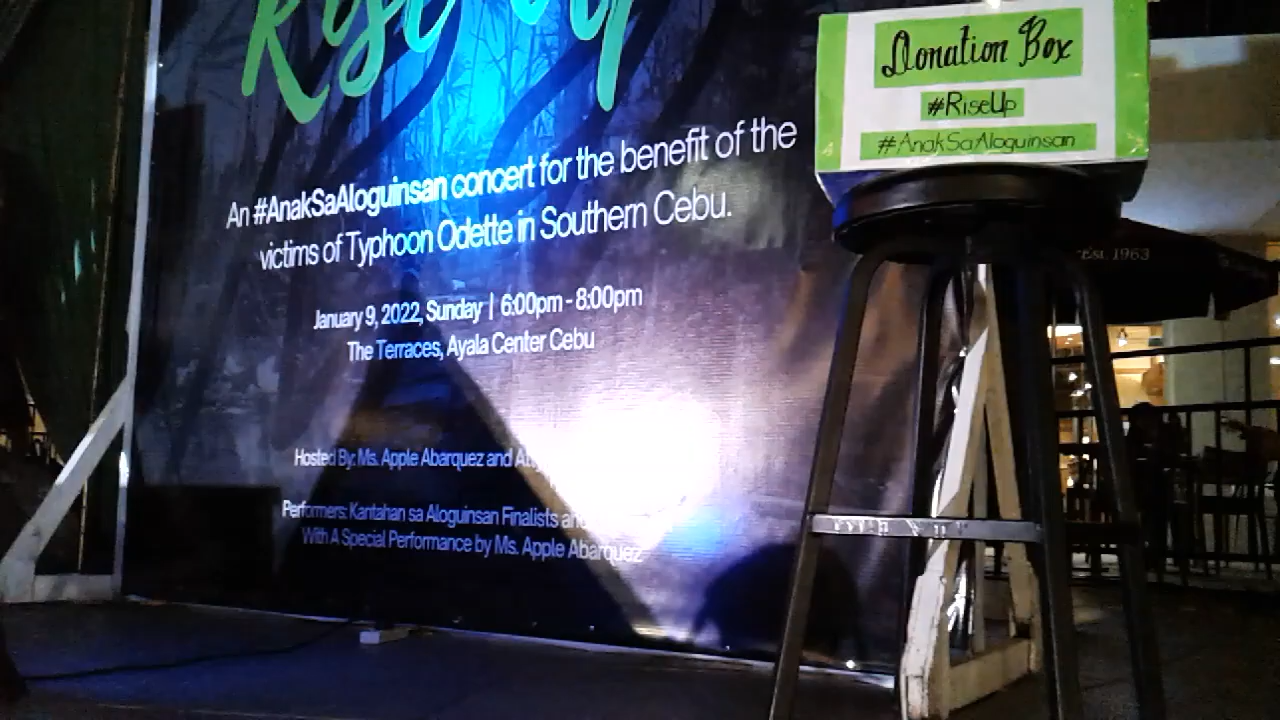 Rise Up
An #AnakSaAloguinsan concert for the benefit of the
victims of Typhoon Odette in Southern Cebu.
January 9, 2022, Sunday | 6:00pm - 8:00pm
The Terraces, Ayala Center Cebu
Hosted By: Ms. Apple Abarquez and
Performers: Kantahan sa Aloguinsan Finalists and
With A Special Performance by Ms. Apple Abarquez
Donation Box
#RiseUp
#AnakSaAloguinsan
EST. 1963